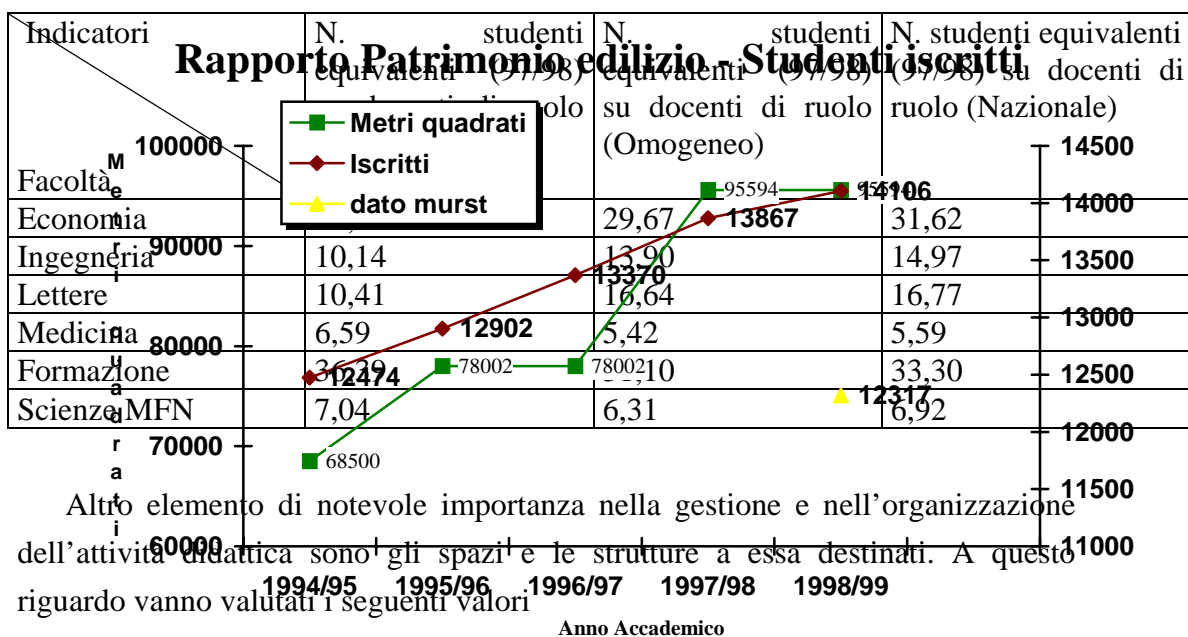 Indicatori
N. studenti equivalenti (97/98)
N. studenti equivalenti (97/98) su docenti di ruolo (Omogeneo)
N. studenti equivalenti (97/98) su docenti di ruolo (Nazionale)
Facoltà
Economia 29,67 31,62
Ingegneria 10,14 13,90 14,97
Lettere 10,41 16,64 16,77
Medicina 6,59 5,42 5,59
Formazione 33,30
Scienze MFN 7,04 6,31 6,92
Rapporto Patrimonio edilizio - Studenti iscritti
Metri quadrati
Iscritti
dato murst
Metri quadrati
100000
90000
80000
70000
60000
14500
14000
13500
13000
12500
12000
11500
11000
68500
78002
78002
95594
95594
12474
12902
13370
13867
14106
12317
1994/95 1995/96 1996/97 1997/98 1998/99
Anno Accademico
Altro elemento di notevole importanza nella gestione e nell’organizzazione
dell’attività didattica sono gli spazi e le strutture a essa destinati. A questo
riguardo vanno valutati i seguenti valori